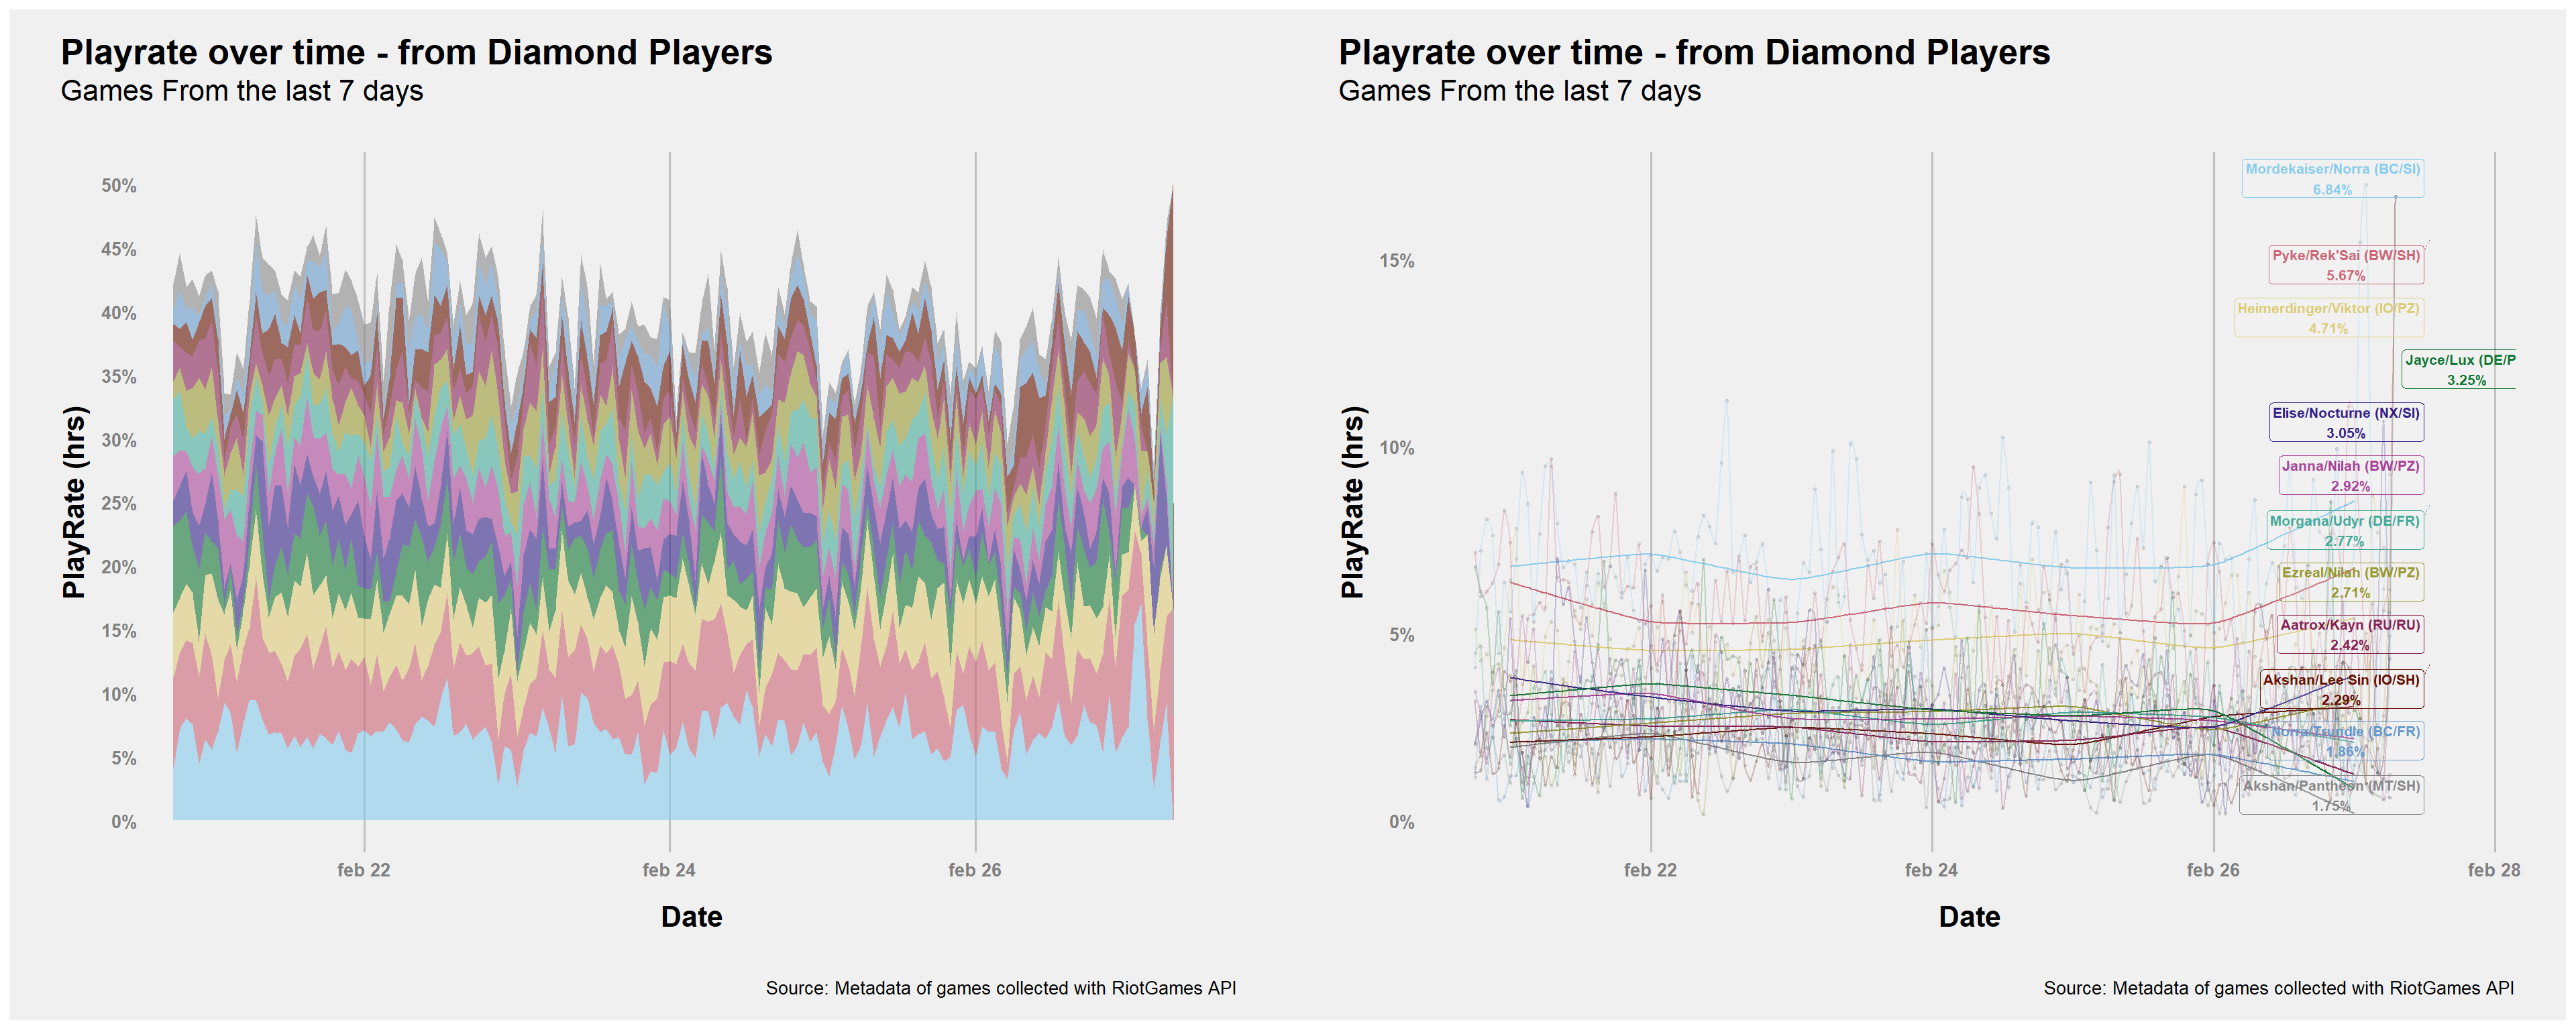 Playrate over time - from Diamond Players
Games From the last 7 days
50%
45%
40%
35%
30%
25%
20%
15%
10%
5%
0%
PlayRate (hrs)
feb 22
feb 24
feb 26
Date
Source: Metadata of games collected with RiotGames API
Playrate over time - from Diamond Players
Games From the last 7 days
15%
10%
5%
0%
PlayRate (hrs)
Mordekaiser/Norra (BC/SI)
6.84%
Pyke/Rek'Sai (BW/SH)
5.67%
Heimerdinger/Viktor (IO/PZ)
4.71%
Jayce/Lux (DE/P
3.25%
Elise/Nocturne (NX/SI)
3.05%
Janna/Nilah (BW/PZ)
2.92%
Morgana/Udyr (DE/FR)
2.77%
Ezreal/Nilah (BW/PZ)
2.71%
Aatrox/Kayn (RU/RU)
2.42%
Akshan/Lee Sin (IO/SH)
2.29%
Norra/Trundle (BC/FR)
1.86%
Akshan/Pantheon (MT/SH)
1.75%
feb 22
feb 24
feb 26
feb 28
Date
Source: Metadata of games collected with RiotGames API